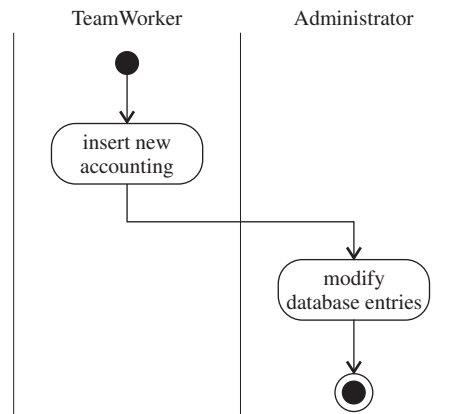 TeamWorker
Administrator
insert new
accounting
modify
database entries